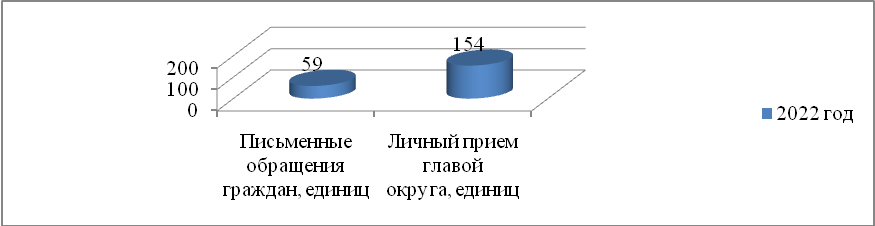 154
59
200
100
0
Письменные
обращения
граждан, единиц
Личный прием
главой
округа, единиц
2022 год